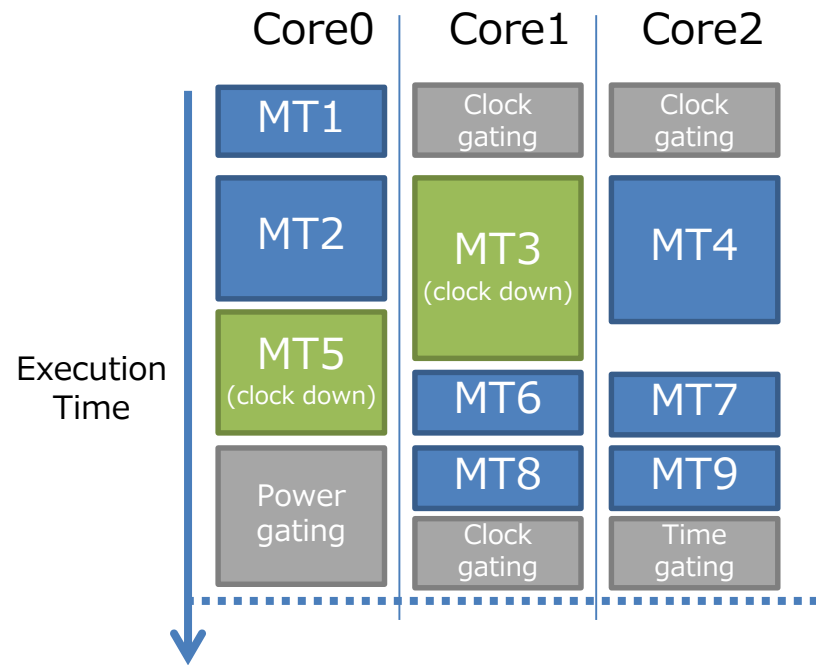 Core0
Core1
Core2
MT1
Clock
gating
Clock
gating
MT2
MT3
(clock down)
MT4
MT5
(clock down)
Execution
Time
MT6
MT7
Power
gating
MT8
MT9
Clock
gating
Time
gating